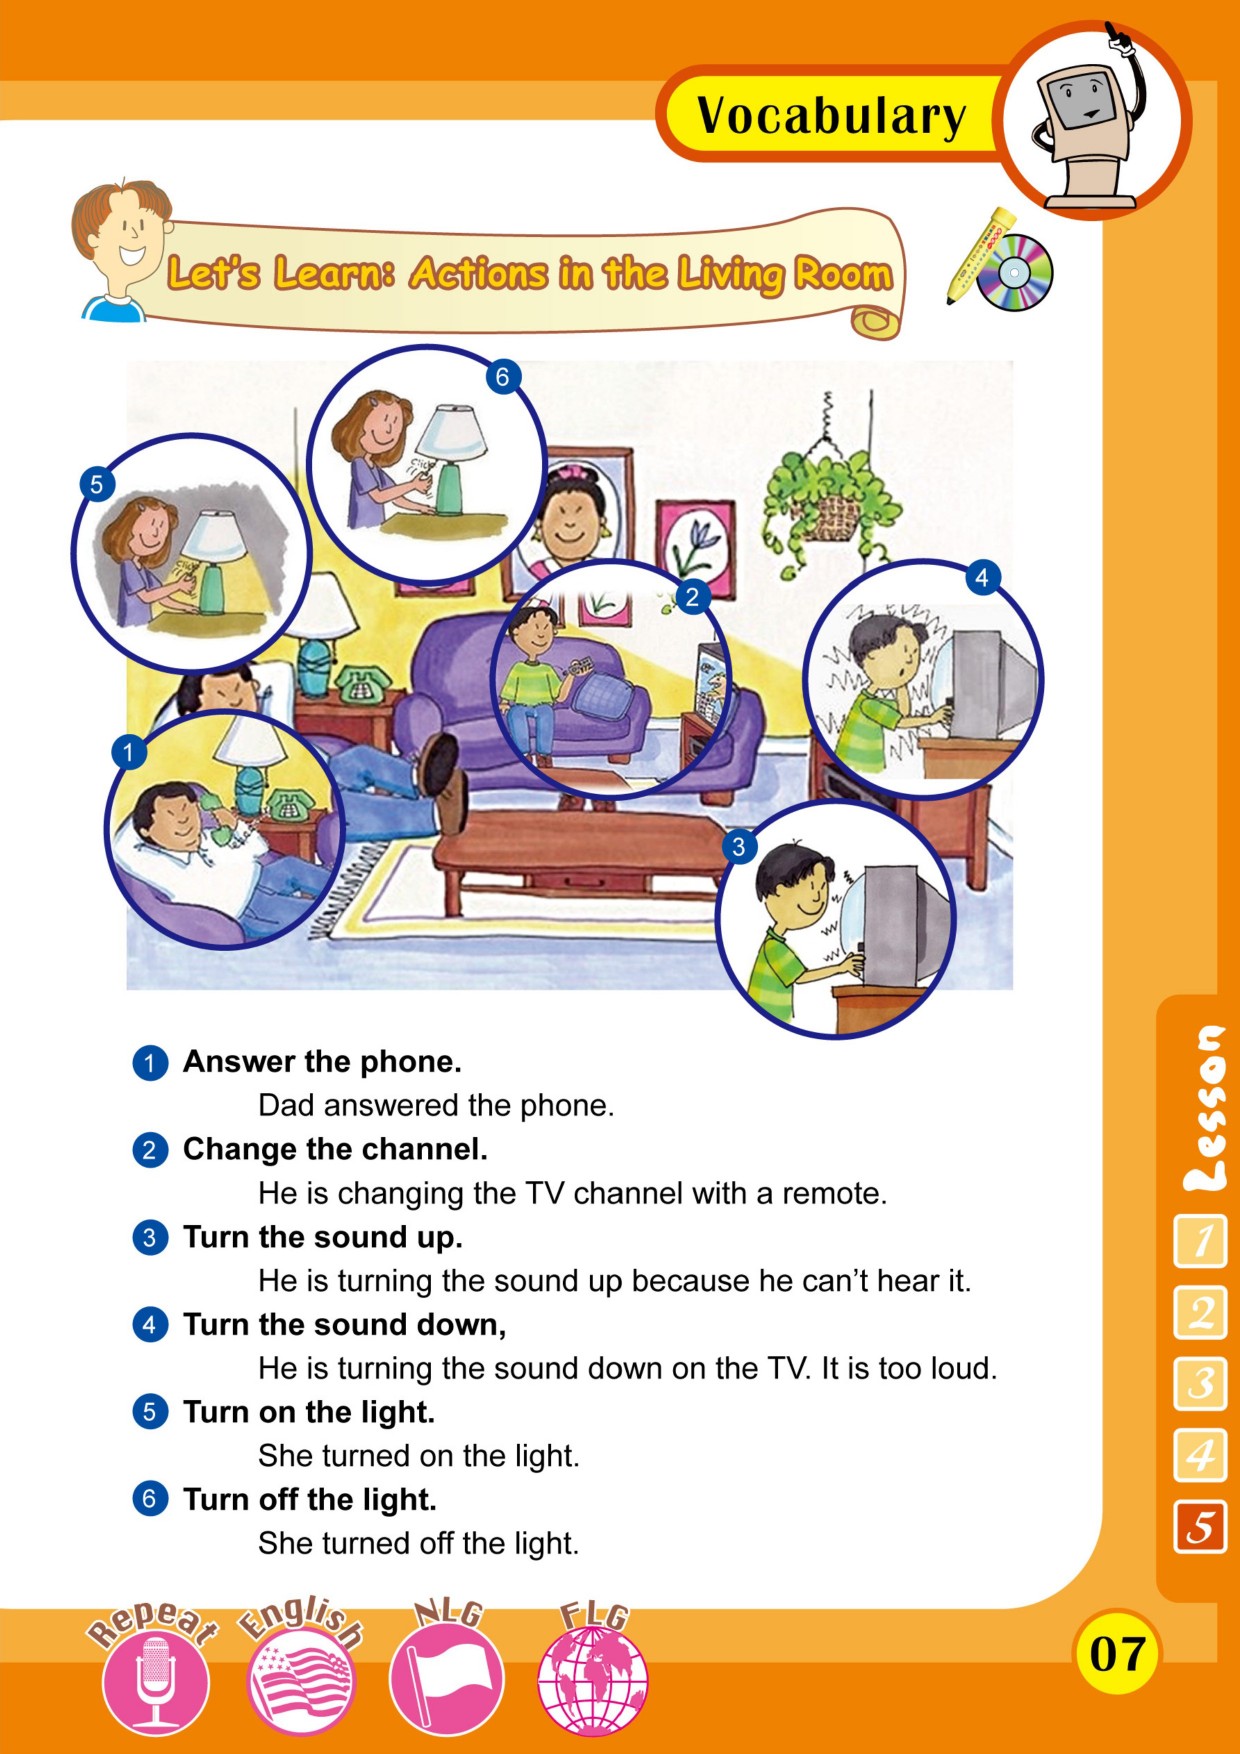 Vocabulary
Let's Learn: Actions in the Living Room
6
5
click
click
2
4
1
3
1 Answer the phone.
Dad answered the phone.
2 Change the channel.
He is changing the TV channel with a remote.
3 Turn the sound up.
He is turning the sound up because he can't hear it.
4 Turn the sound down,
He is turning the sound down on the TV. It is too loud.
5 Turn on the light.
She turned on the light.
6 Turn off the light.
She turned off the light.
Lesson
1
2
3
4
5
Repeat
English
NLG
FLG
07